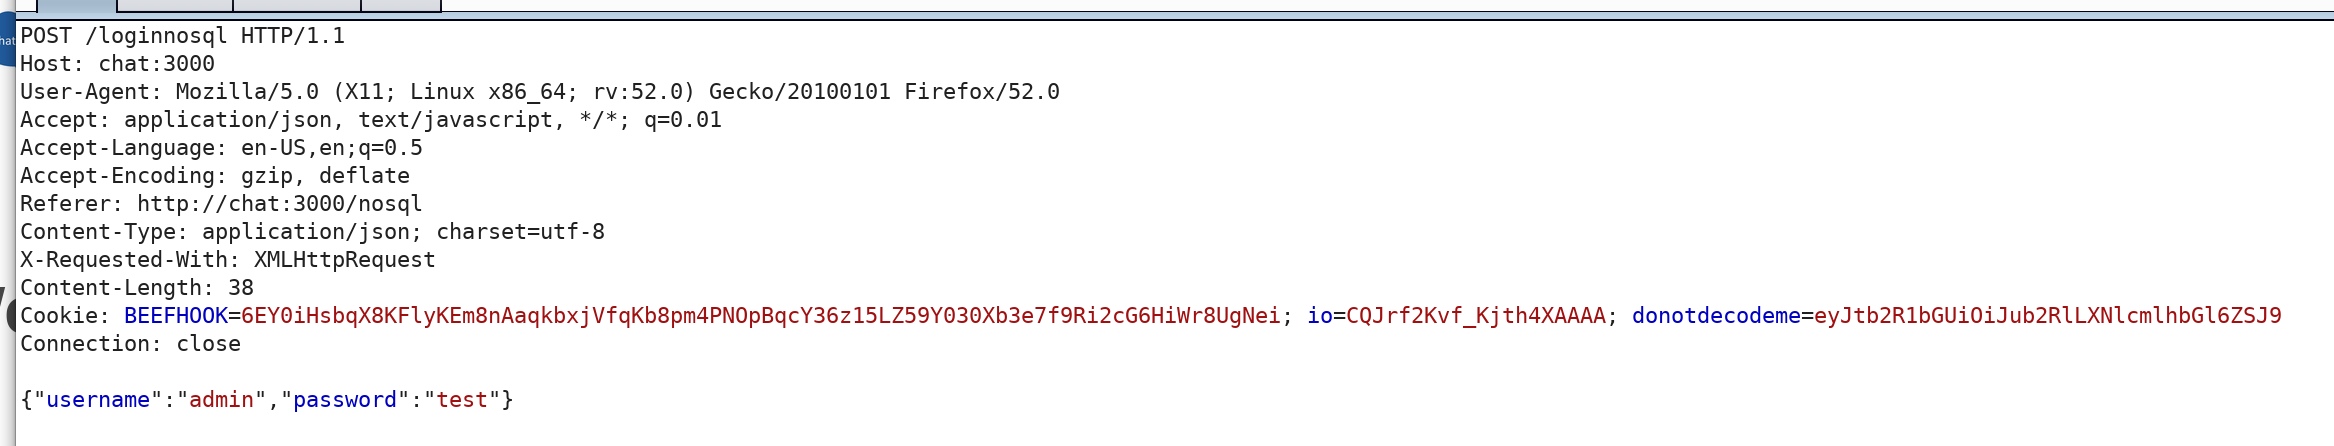 POST /loginnosql HTTP/1.1
Host: chat:3000
User-Agent: Mozilla/5.0 (X11; Linux x86_64; rv:52.0) Gecko/20100101 Firefox/52.0
Accept: application/json, text/javascript, */*; q=0.01
Accept-Language: en-US,en;q=0.5
Accept-Encoding: gzip, deflate
Referer: http://chat:3000/nosql
Content-Type: application/json; charset=utf-8
X-Requested-With: XMLHttpRequest
Content-Length: 38
Cookie: BEEFHOOK=6EY0iHsbqX8KFlyKEm8nAaqkbxjVfqKb8pm4PNOpBqcY36z15LZ59Y030Xb3e7f9Ri2cG6HiWr8UgNei; io=CQJrf2Kvf_Kjth4XAAAA; donotdecodeme=eyJtb2R1bGUiOiJub2RlLXNlcmlhbGl6ZSJ9
Connection: close
{"username":"admin","password":"test"}